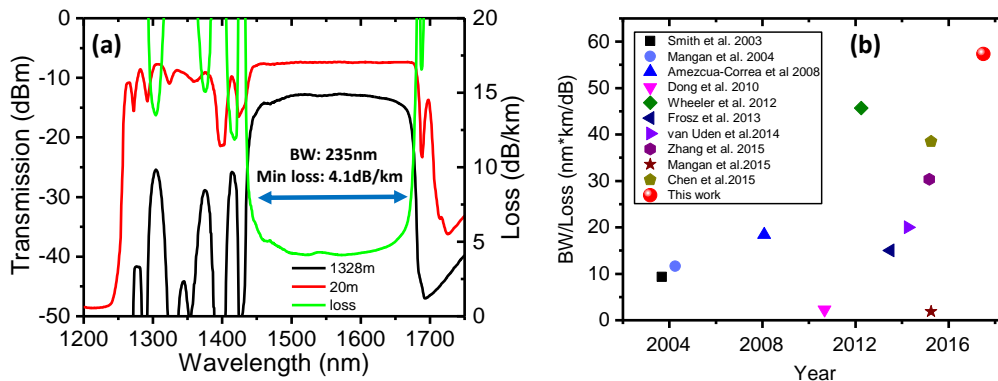 (a)
Transmission (dBm)
0
-10
-20
-30
-40
-50
BW: 235nm
Min loss: 4.1dB/km
1328m
20m
loss
20
15
10
5
0
Loss (dB/km)
1200 1300 1400 1500 1600 1700
Wavelength (nm)
(b)
BW/Loss (nm*km/dB)
60
50
40
30
20
10
0
Smith et al. 2003
Mangan et al. 2004
Amezcua-Correa et al 2008
Dong et al. 2010
Wheeler et al. 2012
Frosz et al. 2013
van Uden et al.2014
Zhang et al. 2015
Mangan et al.2015
Chen et al.2015
This work
2004 2008 2012 2016
Year